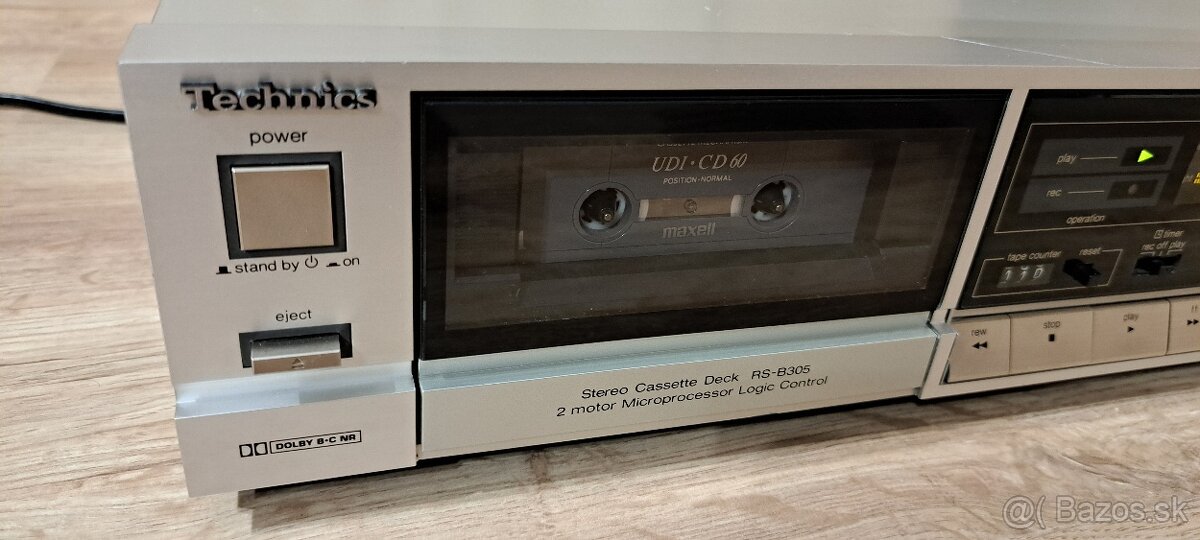 Technics
power
stand by on
eject
DOLBY B·C NR
UDI·CD 60
POSITION-NORMAL
maxell
Stereo Cassette Deck RS-B305
2 motor Microprocessor Logic Control
play
rec
operation
tape counter
reset
timer
rec off play
rew
stop
play
@( Bazos.sk